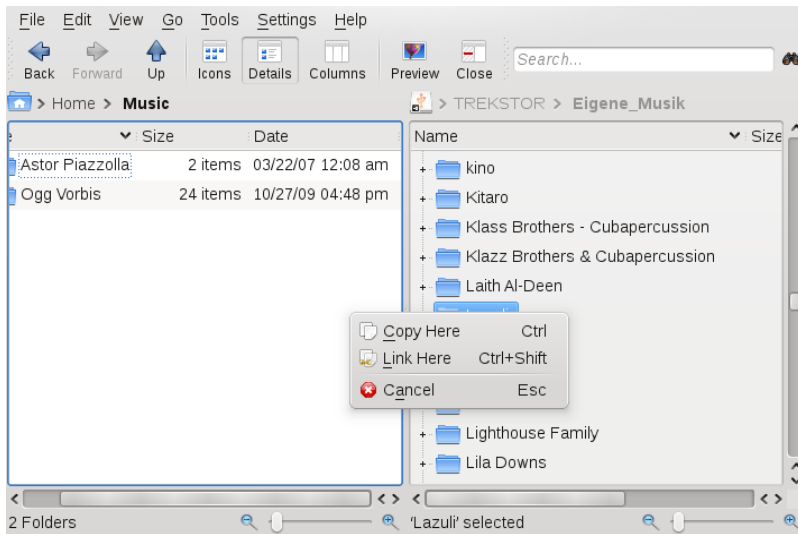 File Edit View Go Tools Settings Help
Back Forward Up Icons Details Columns Preview Close Search...
> Home > Music
> TREKSTOR > Eigene_Musik
Size Date
Name Size
Astor Piazzolla 2 items 03/22/07 12:08 am
Ogg Vorbis 24 items 10/27/09 04:48 pm
kino
Kitaro
Klass Brothers - Cubapercussion
Klazz Brothers & Cubapercussion
Laith Al-Deen
Copy Here Ctrl
Link Here Ctrl+Shift
Cancel Esc
Lighthouse Family
Lila Downs
2 Folders
'Lazuli' selected